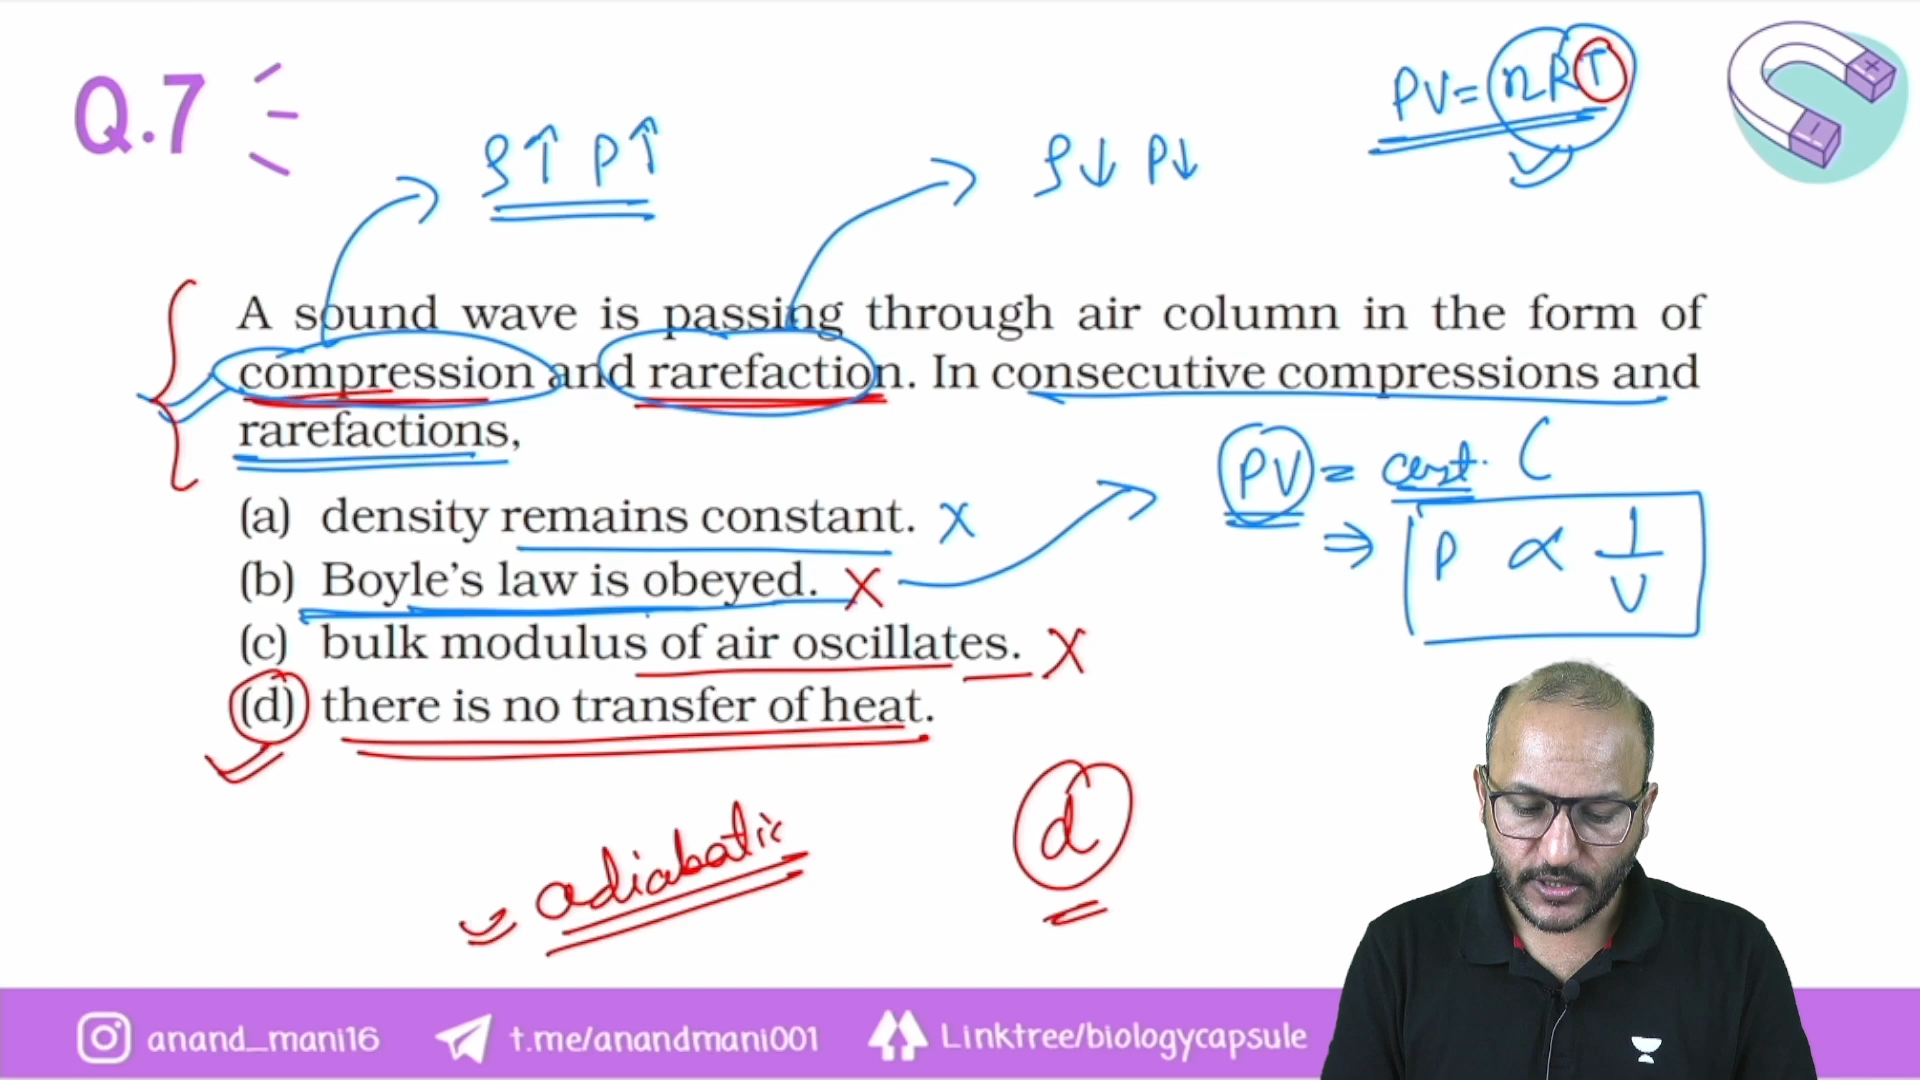 Q.7
PV = nRT
ρ↑ P↑
ρ↓ P↓
A sound wave is passing through air column in the form of
compression and rarefaction. In consecutive compressions and
rarefactions,
PV = const. (
⇒ P ∝ 1/V
(a) density remains constant. x
(b) Boyle's law is obeyed. X
(c) bulk modulus of air oscillates. X
(d) there is no transfer of heat.
adiabatic
d
anand_mani16
t.me/anandmani001
Linktree/biologycapsule